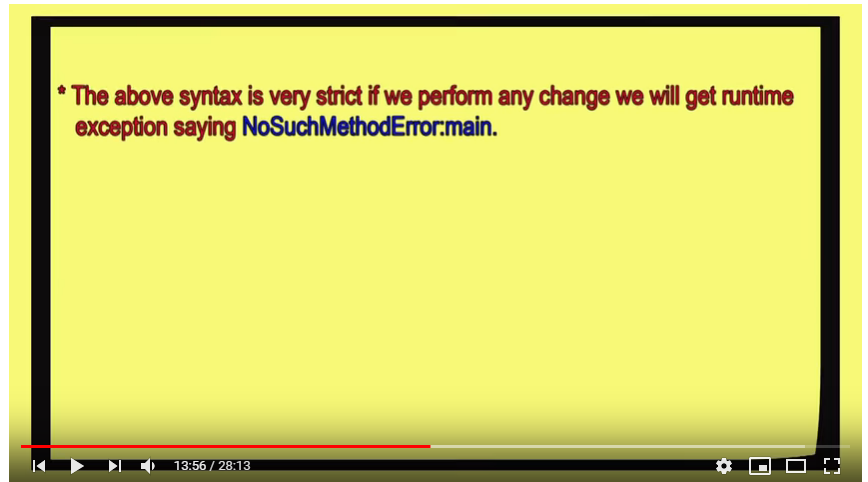 * The above syntax is very strict if we perform any change we will get runtime
exception saying NoSuchMethodError:main.
13:56 / 28:13